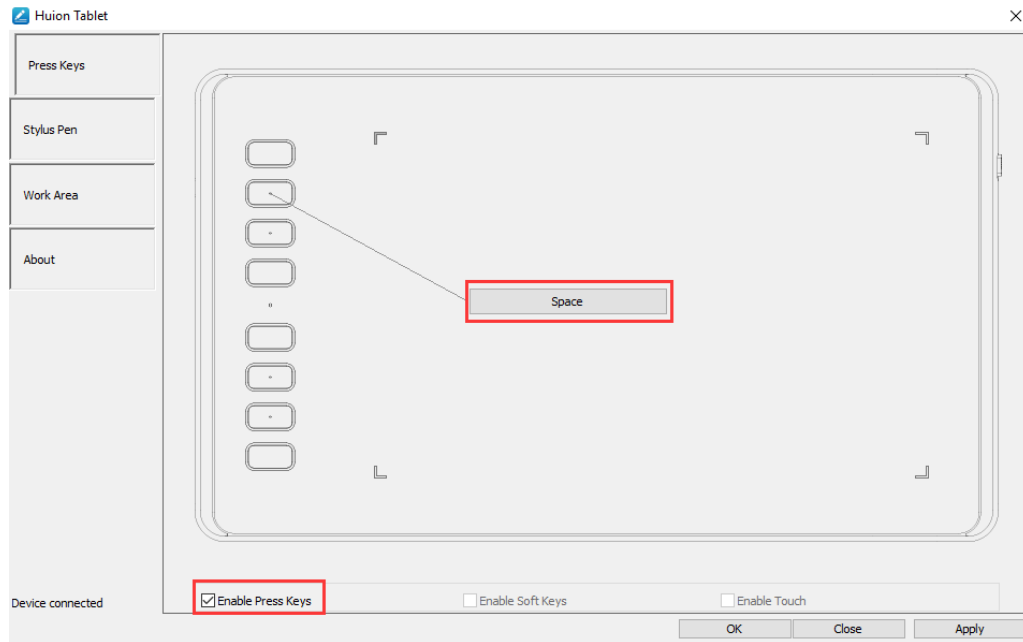 Huion Tablet
Press Keys
Stylus Pen
Work Area
About
Space
Device connected
Enable Press Keys
Enable Soft Keys
Enable Touch
OK
Close
Apply